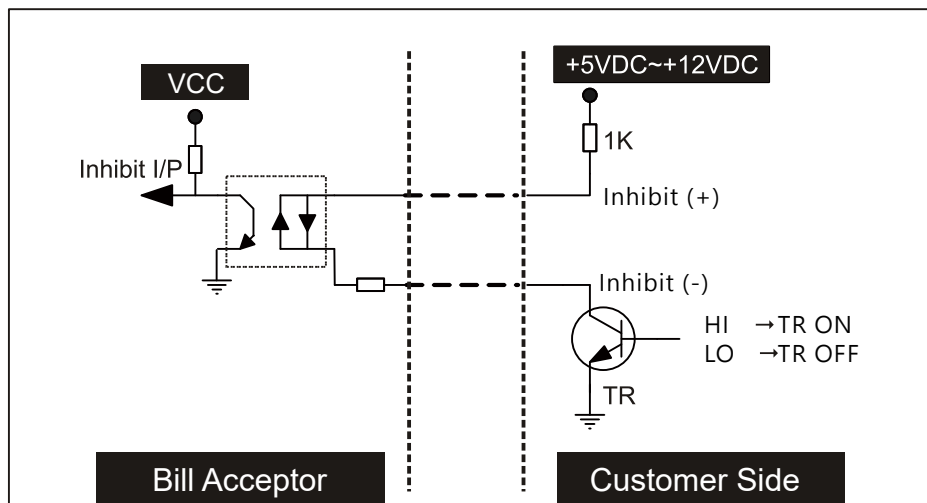 +5VDC~+12VDC
VCC
1K
Inhibit I/P
Inhibit (+)
Inhibit (-)
HI →TR ON
LO →TR OFF
TR
Bill Acceptor
Customer Side